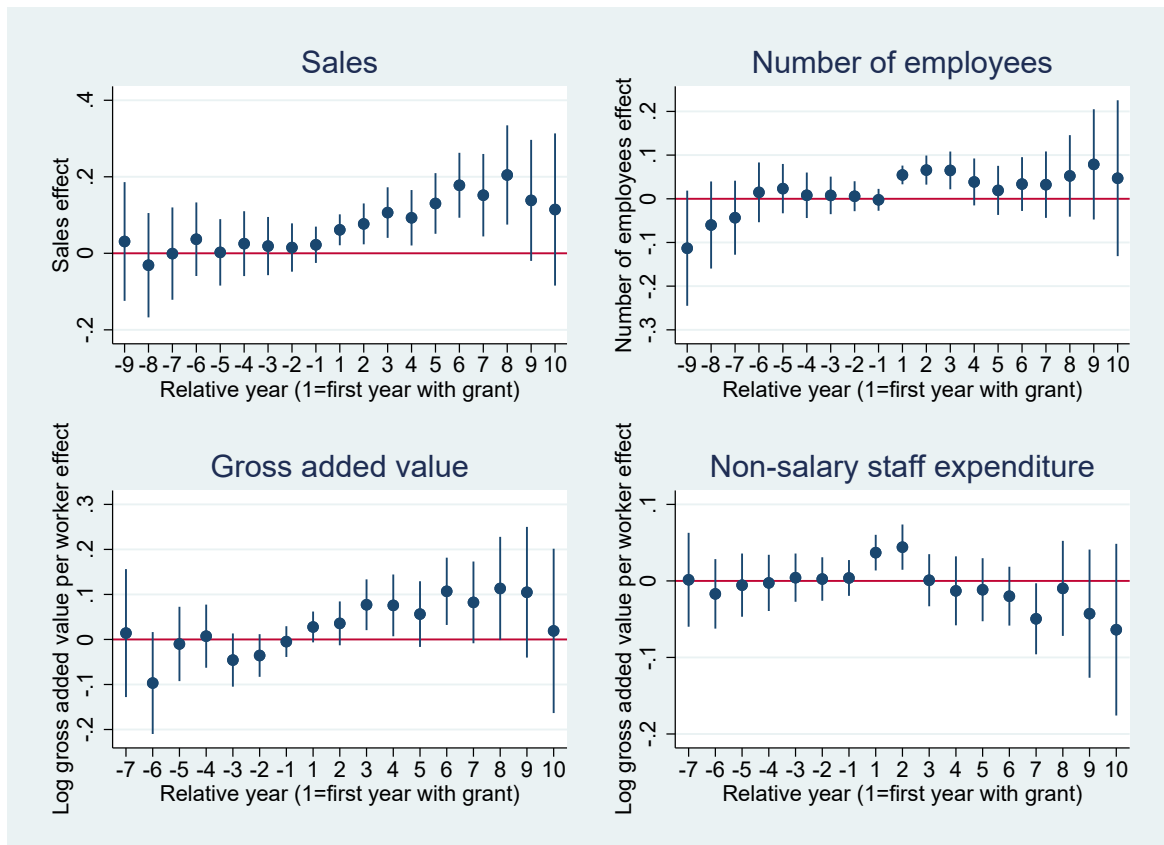 Sales
Sales effect
.4
.2
0
-.2
-9 -8 -7 -6 -5 -4 -3 -2 -1 1 2 3 4 5 6 7 8 9 10
Relative year (1=first year with grant)
Number of employees
Number of employees effect
.2
.1
0
-.1
-.2
-.3
-9 -8 -7 -6 -5 -4 -3 -2 -1 1 2 3 4 5 6 7 8 9 10
Relative year (1=first year with grant)
Gross added value
Log gross added value per worker effect
.3
.2
.1
0
-.1
-.2
-7 -6 -5 -4 -3 -2 -1 1 2 3 4 5 6 7 8 9 10
Relative year (1=first year with grant)
Non-salary staff expenditure
Log gross added value per worker effect
.1
0
-.1
-.2
-7 -6 -5 -4 -3 -2 -1 1 2 3 4 5 6 7 8 9 10
Relative year (1=first year with grant)